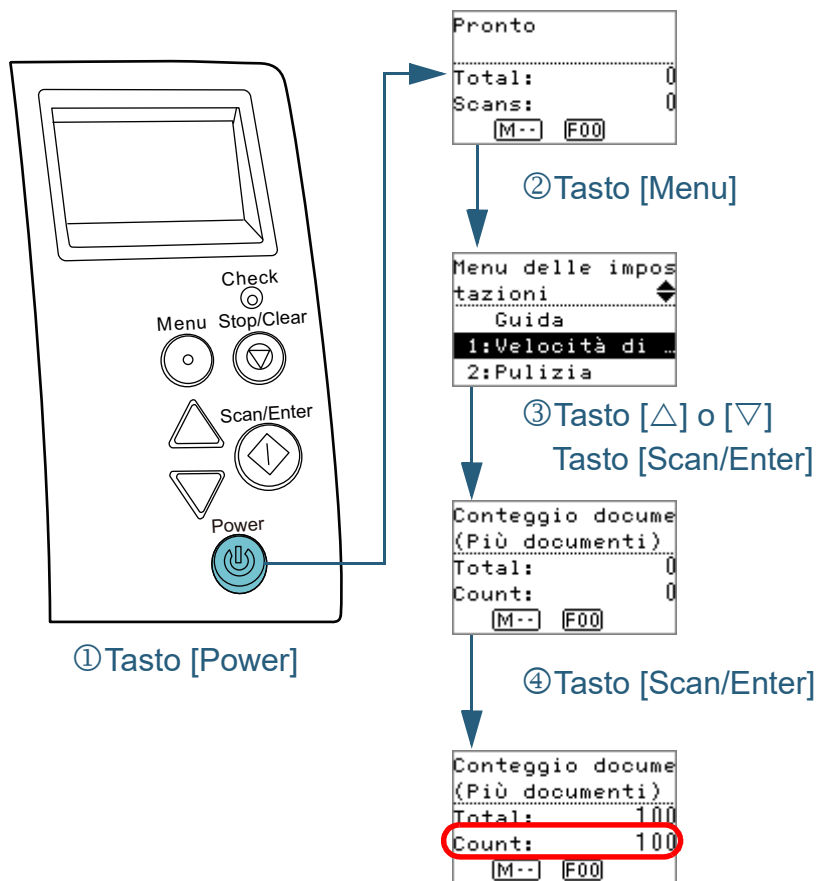 Check
Menu Stop/Clear
Scan/Enter
Power
①Tasto [Power]
Pronto
Total: 0
Scans: 0
M-- F00
②Tasto [Menu]
Menu delle impos
tazioni
Guida
1:Velocità di …
2:Pulizia
③Tasto [△] o [▽]
Tasto [Scan/Enter]
Conteggio docume
(Più documenti)
Total: 0
Count: 0
M-- F00
④Tasto [Scan/Enter]
Conteggio docume
(Più documenti)
Total: 100
Count: 100
M-- F00